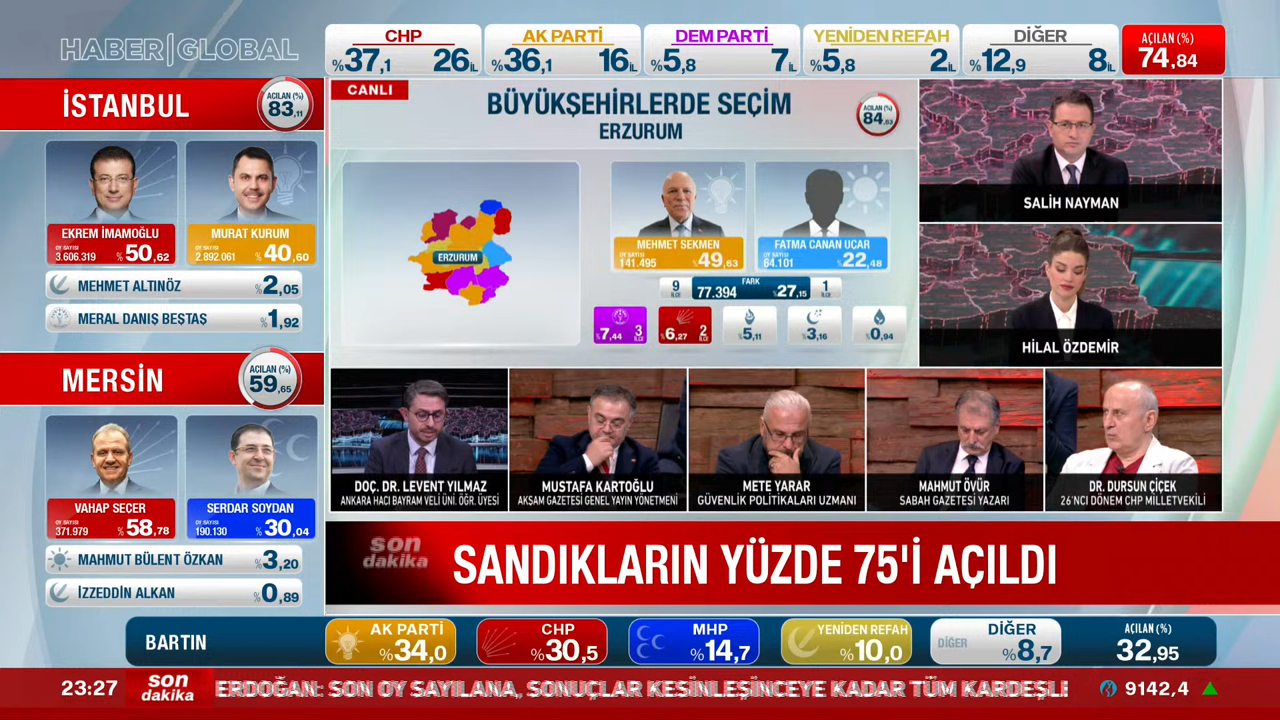 HABER|GLOBAL
CHP
%37,1 26İL
AK PARTİ
%36,1 16İL
DEM PARTİ
%5,8 7İL
YENİDEN REFAH
%5,8 2İL
DİĞER
%12,9 8İL
AÇILAN (%)
74,84
İSTANBUL
AÇILAN (%)
83,11
EKREM İMAMOĞLU
OY SAYISI
3.606.319 %50,62
MURAT KURUM
OY SAYISI
2.892.061 %40,60
MEHMET ALTINÖZ %2,05
MERAL DANIŞ BEŞTAŞ %1,92
MERSİN
AÇILAN (%)
59,65
VAHAP SEÇER
OY SAYISI
371.979 %58,78
SERDAR SOYDAN
OY SAYISI
190.130 %30,04
MAHMUT BÜLENT ÖZKAN %3,20
İZZEDDİN ALKAN %0,89
CANLI
BÜYÜKŞEHİRLERDE SEÇİM
ERZURUM
AÇILAN (%)
84,63
ERZURUM
MEHMET SEKMEN
OY SAYISI
141.495 %49,63
FATMA CANAN UÇAR
OY SAYISI
64.101 %22,48
9 İLÇE
FARK
77.394 %27,15
1 İLÇE
%7,44 3 İLÇE
%6,27 2 İLÇE
%5,11
%3,16
%0,94
SALİH NAYMAN
HİLAL ÖZDEMİR
DOÇ. DR. LEVENT YILMAZ
ANKARA HACI BAYRAM VELİ ÜNİ. ÖĞR. ÜYESİ
MUSTAFA KARTOĞLU
AKŞAM GAZETESİ GENEL YAYIN YÖNETMENİ
METE YARAR
GÜVENLİK POLİTİKALARI UZMANI
MAHMUT ÖVÜR
SABAH GAZETESİ YAZARI
DR. DURSUN ÇİÇEK
26'NCI DÖNEM CHP MİLLETVEKİLİ
son
dakika
SANDIKLARIN YÜZDE 75'İ AÇILDI
BARTIN
AK PARTİ
%34,0
CHP
%30,5
MHP
%14,7
YENİDEN REFAH
%10,0
DİĞER
DİĞER
%8,7
AÇILAN (%)
32,95
23:27
son
dakika
ERDOĞAN: SON OY SAYILANA, SONUÇLAR KESİNLEŞİNCEYE KADAR TÜM KARDEŞLE
9142,4